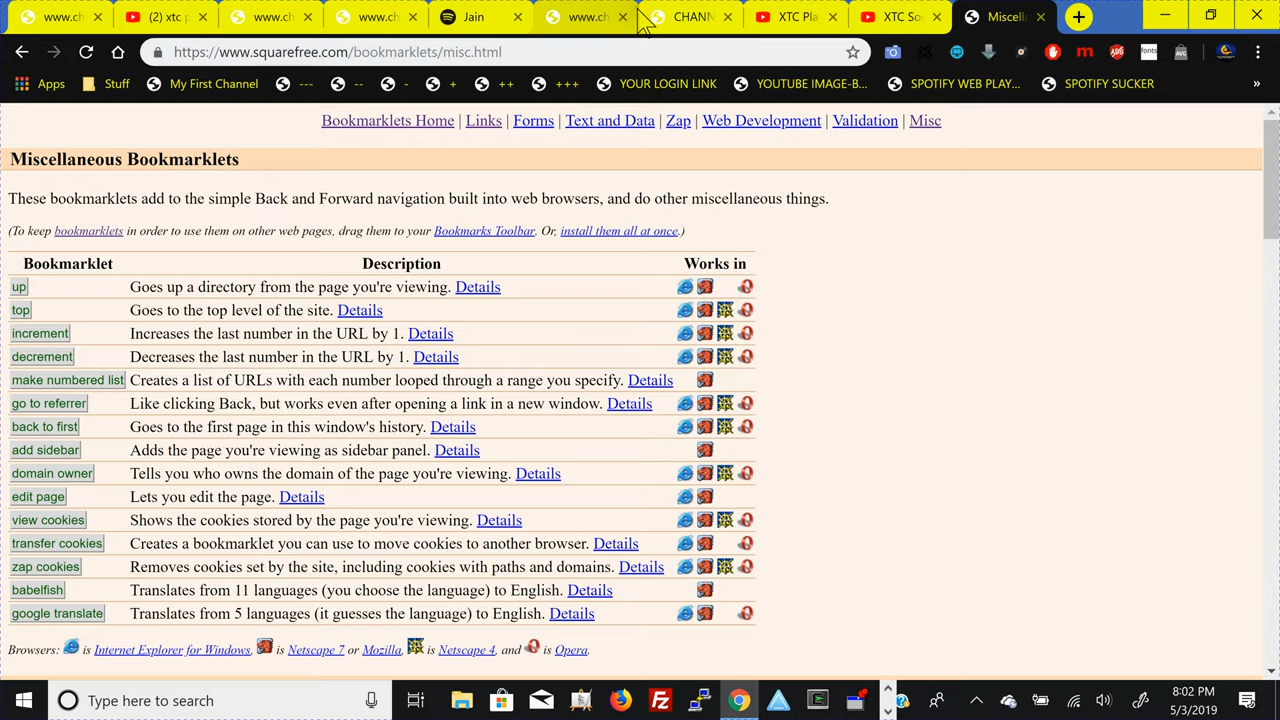 www.ch
(2) xtc p
www.ch
www.ch
Jain
www.ch
CHANN
XTC Pla
XTC So
Miscell
https://www.squarefree.com/bookmarklets/misc.html
Apps
Stuff
My First Channel
---
--
-
+
++
+++
YOUR LOGIN LINK
YOUTUBE IMAGE-B...
SPOTIFY WEB PLAY...
SPOTIFY SUCKER
»
Bookmarklets Home | Links | Forms | Text and Data | Zap | Web Development | Validation | Misc
Miscellaneous Bookmarklets
These bookmarklets add to the simple Back and Forward navigation built into web browsers, and do other miscellaneous things.
(To keep bookmarklets in order to use them on other web pages, drag them to your Bookmarks Toolbar. Or, install them all at once.)
Bookmarklet Description Works in
up Goes up a directory from the page you're viewing. Details
top Goes to the top level of the site. Details
increment Increases the last number in the URL by 1. Details
decrement Decreases the last number in the URL by 1. Details
make numbered list Creates a list of URLs with each number looped through a range you specify. Details
go to referrer Like clicking Back, but works even after opening a link in a new window. Details
back to first Goes to the first page in this window's history. Details
add sidebar Adds the page you're viewing as sidebar panel. Details
domain owner Tells you who owns the domain of the page you're viewing. Details
edit page Lets you edit the page. Details
view cookies Shows the cookies stored by the page you're viewing. Details
transfer cookies Creates a bookmarklet you can use to move cookies to another browser. Details
zap cookies Removes cookies set by the site, including cookies with paths and domains. Details
babelfish Translates from 11 languages (you choose the language) to English. Details
google translate Translates from 5 languages (it guesses the language) to English. Details
Browsers: is Internet Explorer for Windows, is Netscape 7 or Mozilla, is Netscape 4, and is Opera.
Type here to search
8:02 PM
5/3/2019